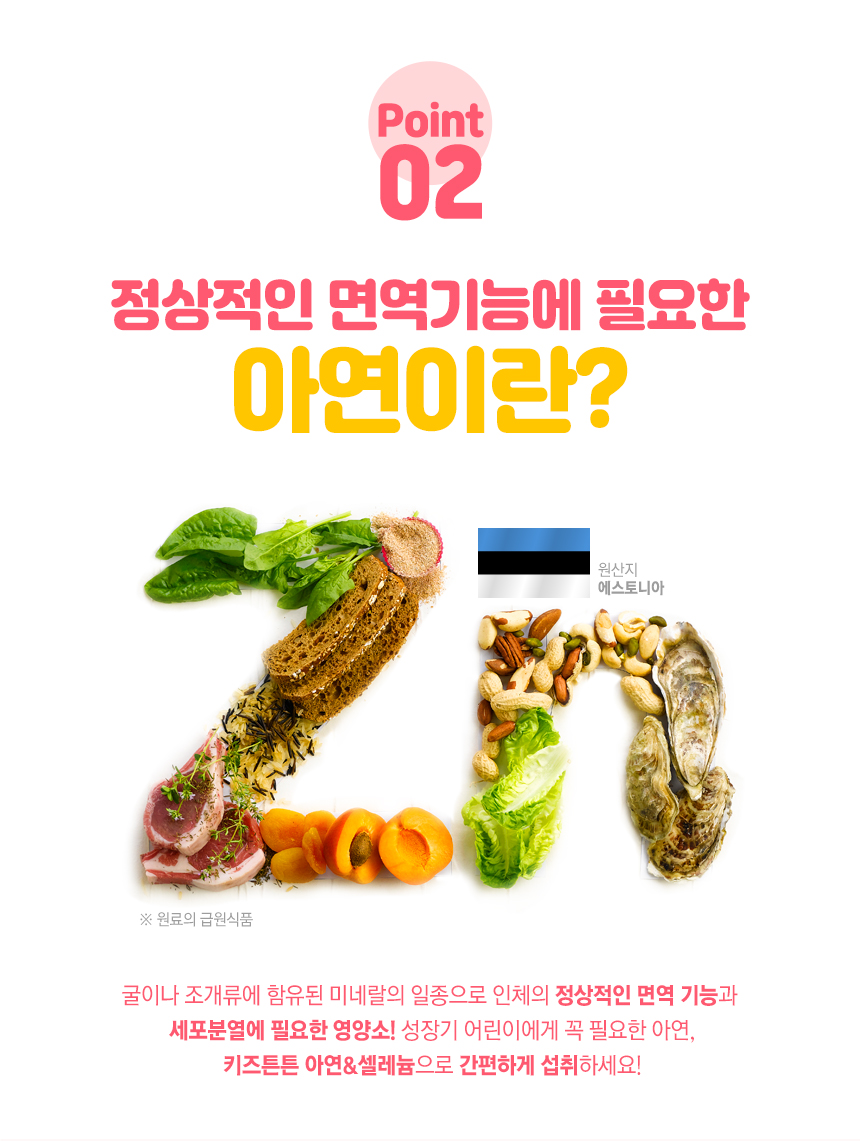 Point
02
정상적인 면역기능에 필요한
아연이란?
원산지
에스토니아
※ 원료의 급원식품
굴이나 조개류에 함유된 미네랄의 일종으로 인체의 정상적인 면역 기능과
세포분열에 필요한 영양소! 성장기 어린이에게 꼭 필요한 아연,
키즈튼튼 아연&셀레늄으로 간편하게 섭취하세요!